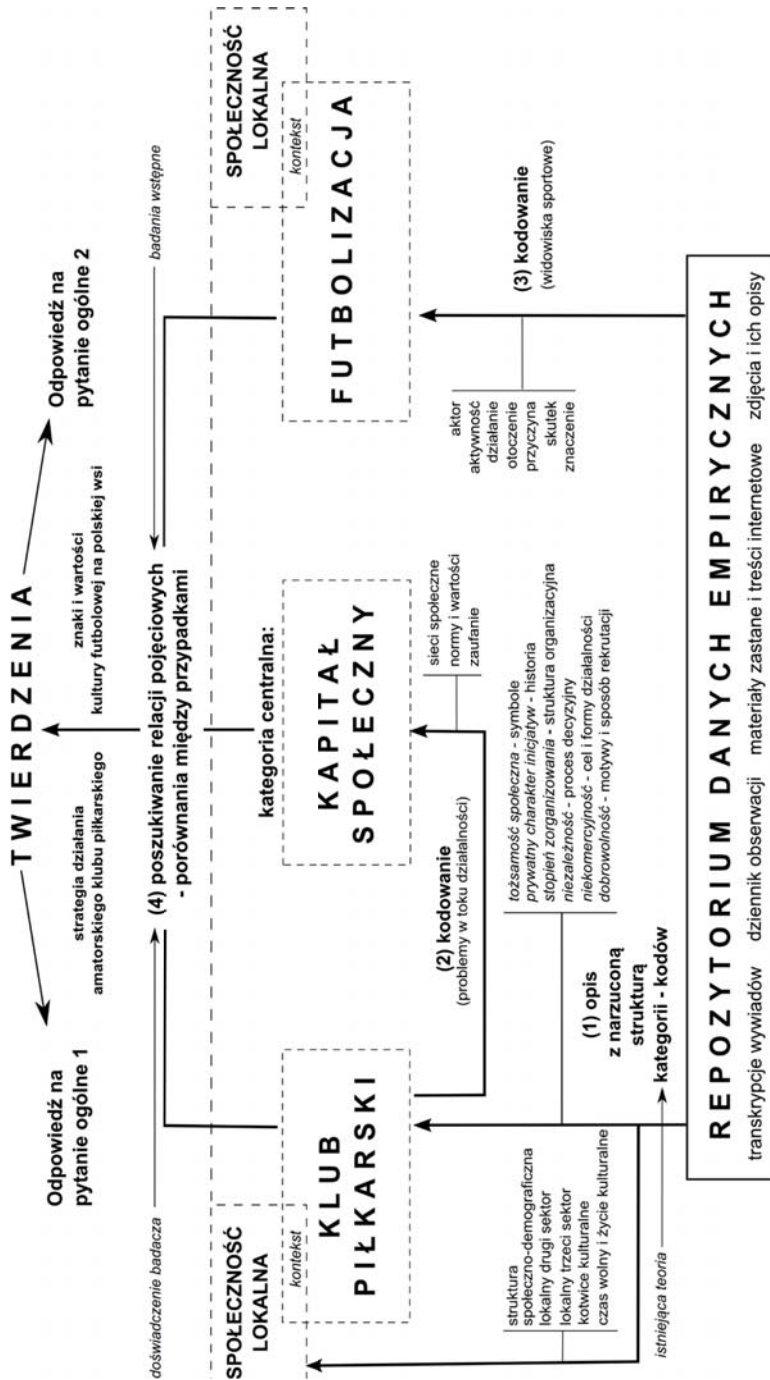 TWIERDZENIA
Odpowiedź na
pytanie ogólne 1
strategia działania
amatorskiego klubu piłkarskiego
znaki i wartości
kultury futbolowej na polskiej wsi
Odpowiedź na
pytanie ogólne 2
doświadczenie badacza
(4) poszukiwanie relacji pojęciowych
- porównania między przypadkami
badania wstępne
SPOŁECZNOŚĆ
LOKALNA
kontekst
kategoria centralna:
SPOŁECZNOŚĆ
LOKALNA
kontekst
KLUB
PIŁKARSKI
KAPITAŁ
SPOŁECZNY
FUTBOLIZACJA
(2) kodowanie
(problemy w toku działalności)
sieci społeczne
normy i wartości
zaufanie
struktura
społeczno-demograficzna
lokalny drugi sektor
lokalny trzeci sektor
kotwice kulturalne
czas wolny i życie kulturalne
tożsamość społeczna - symbole
prywatny charakter inicjatyw - historia
stopień zorganizowania - struktura organizacyjna
niezależność - proces decyzyjny
niekomercyjność - cel i formy działalności
dobrowolność - motywy i sposób rekrutacji
aktor
aktywność
działanie
otoczenie
przyczyna
skutek
znaczenie
(3) kodowanie
(widowiska sportowe)
istniejąca teoria
(1) opis
z narzuconą
strukturą
kategorii - kodów
REPOZYTORIUM DANYCH EMPIRYCZNYCH
transkrypcje wywiadów dziennik obserwacji materiały zastane i treści internetowe zdjęcia i ich opisy